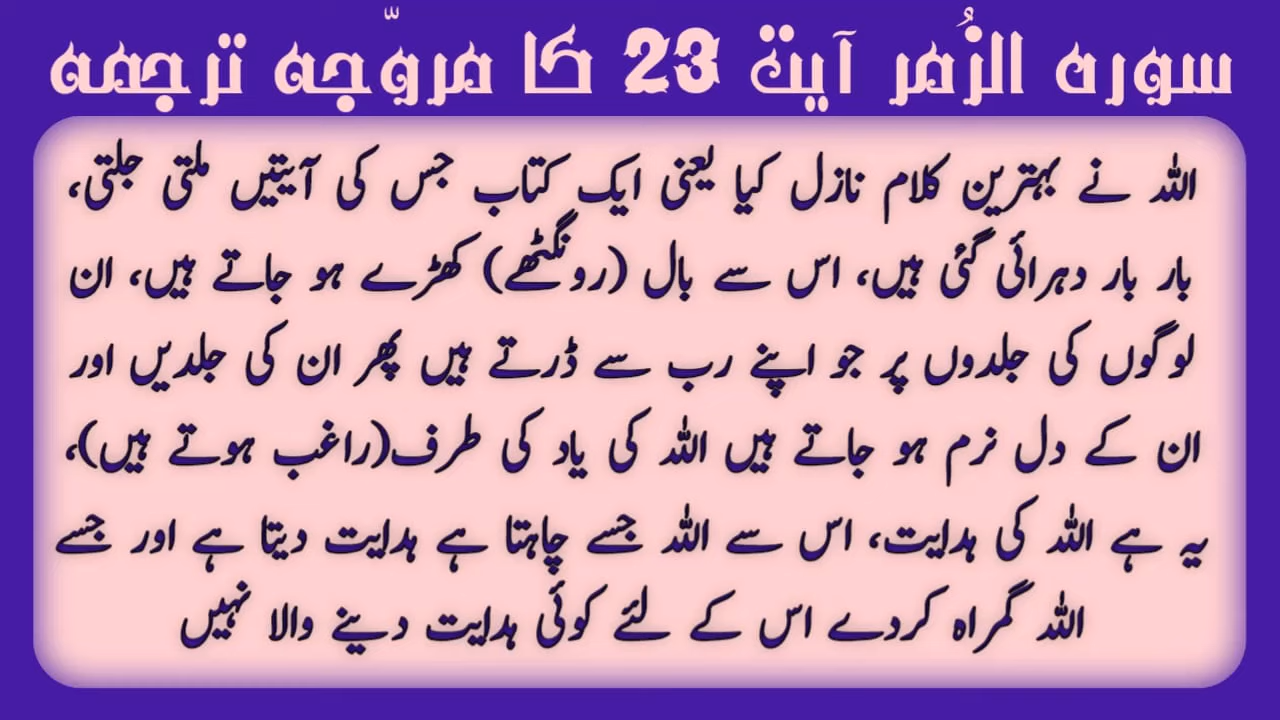 سورہ الزُمر آیت 23 کا مروّجہ ترجمہ
اللہ نے بہترین کلام نازل کیا یعنی ایک کتاب جس کی آیتیں ملتی جلتی،
بار بار دہرائی گئی ہیں، اس سے بال (رونگٹھے) کھڑے ہو جاتے ہیں، ان
لوگوں کی جلدوں پر جو اپنے رب سے ڈرتے ہیں پھر ان کی جلدیں اور
ان کے دل نرم ہو جاتے ہیں اللہ کی یاد کی طرف(راغب ہوتے ہیں)،
یہ ہے اللہ کی ہدایت، اس سے اللہ جسے چاہتا ہے ہدایت دیتا ہے اور جسے
اللہ گمراہ کردے اس کے لئے کوئی ہدایت دینے والا نہیں